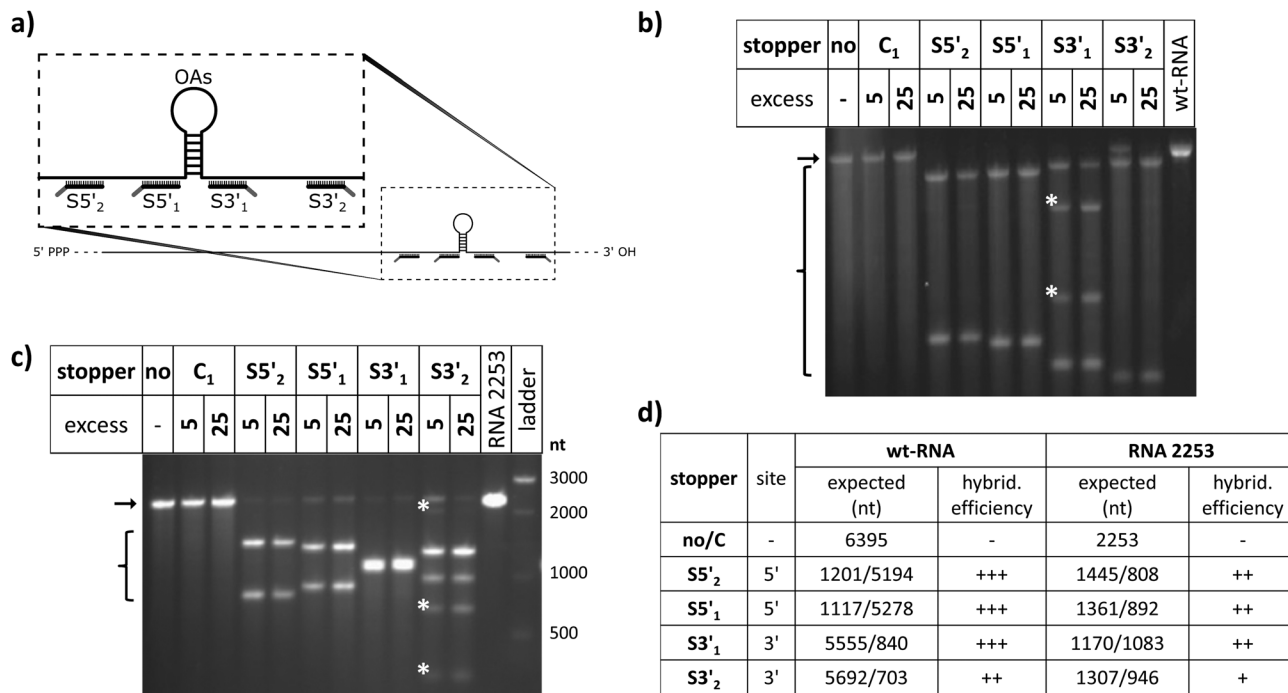 a)
OAs
S5'₂ S5'₁ S3'₁ S3'₂
5' PPP 3' OH
b)
stopper no C₁ S5'₂ S5'₁ S3'₁ S3'₂ wt-RNA
excess - 5 25 5 25 5 25 5 25 5 25
*
*
c)
stopper no C₁ S5'₂ S5'₁ S3'₁ S3'₂ RNA 2253 ladder
excess - 5 25 5 25 5 25 5 25 5 25
nt
3000
*
2000
1000
*
500
*
d)
stopper site wt-RNA RNA 2253
expected (nt) hybrid. efficiency expected (nt) hybrid. efficiency
no/C - 6395 - 2253 -
S5'₂ 5' 1201/5194 +++ 1445/808 ++
S5'₁ 5' 1117/5278 +++ 1361/892 ++
S3'₁ 3' 5555/840 +++ 1170/1083 ++
S3'₂ 3' 5692/703 ++ 1307/946 +